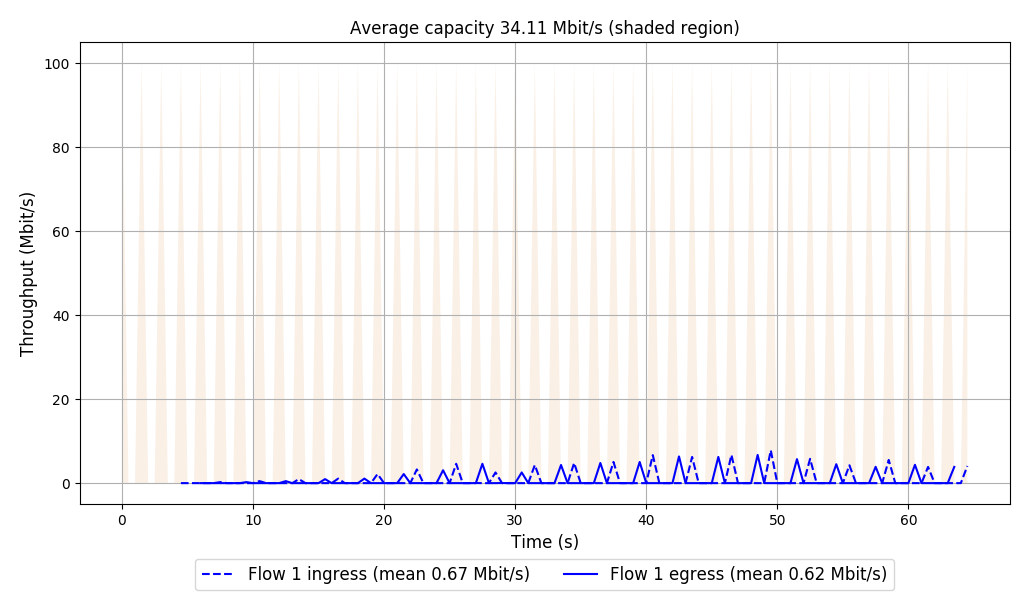 Average capacity 34.11 Mbit/s (shaded region)
100
80
60
40
20
0
Throughput (Mbit/s)
0 10 20 30 40 50 60
Time (s)
Flow 1 ingress (mean 0.67 Mbit/s) Flow 1 egress (mean 0.62 Mbit/s)